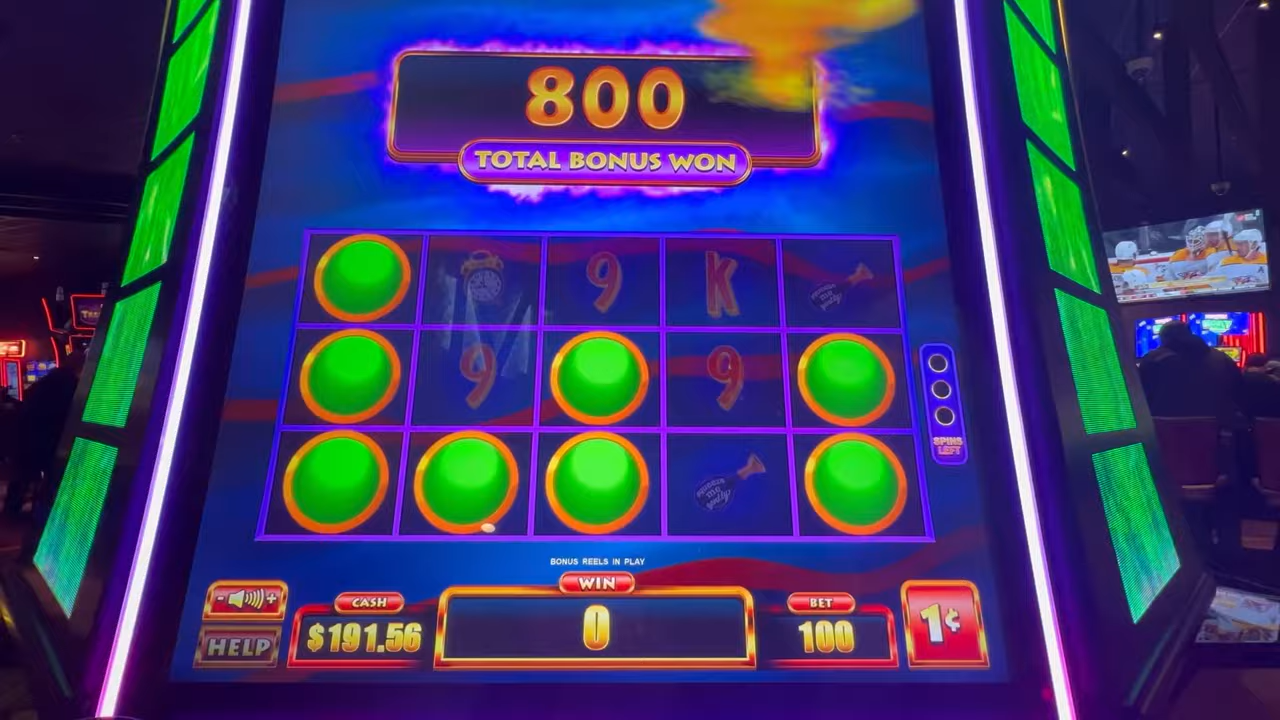 800
TOTAL BONUS WON
9
K
9
9
SPINS
LEFT
BONUS REELS IN PLAY
WIN
- +
CASH
BET
HELP
$191.56
0
100
1¢